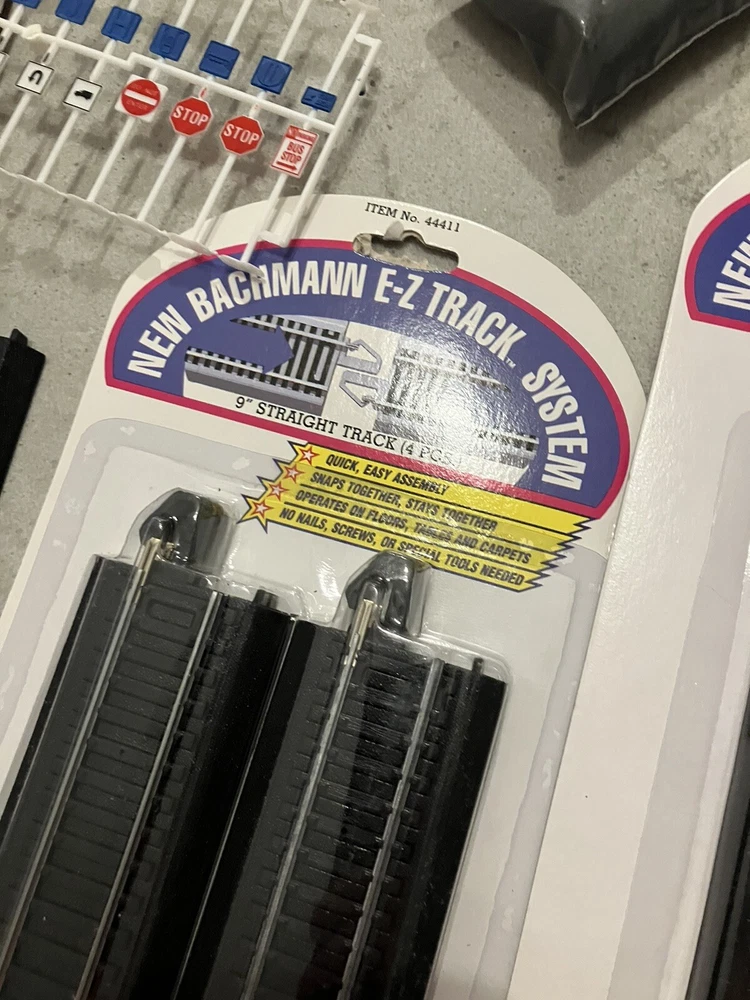 STOP
STOP
BUS
STOP
ITEM No. 44411
NEW BACHMANN E-Z TRACK™ SYSTEM
9" STRAIGHT TRACK (4 PCS
QUICK, EASY ASSEMBLY
SNAPS TOGETHER, STAYS TOGETHER
OPERATES ON FLOORS, TABLES AND CARPETS
NO NAILS, SCREWS, OR SPECIAL TOOLS NEEDED
NEW